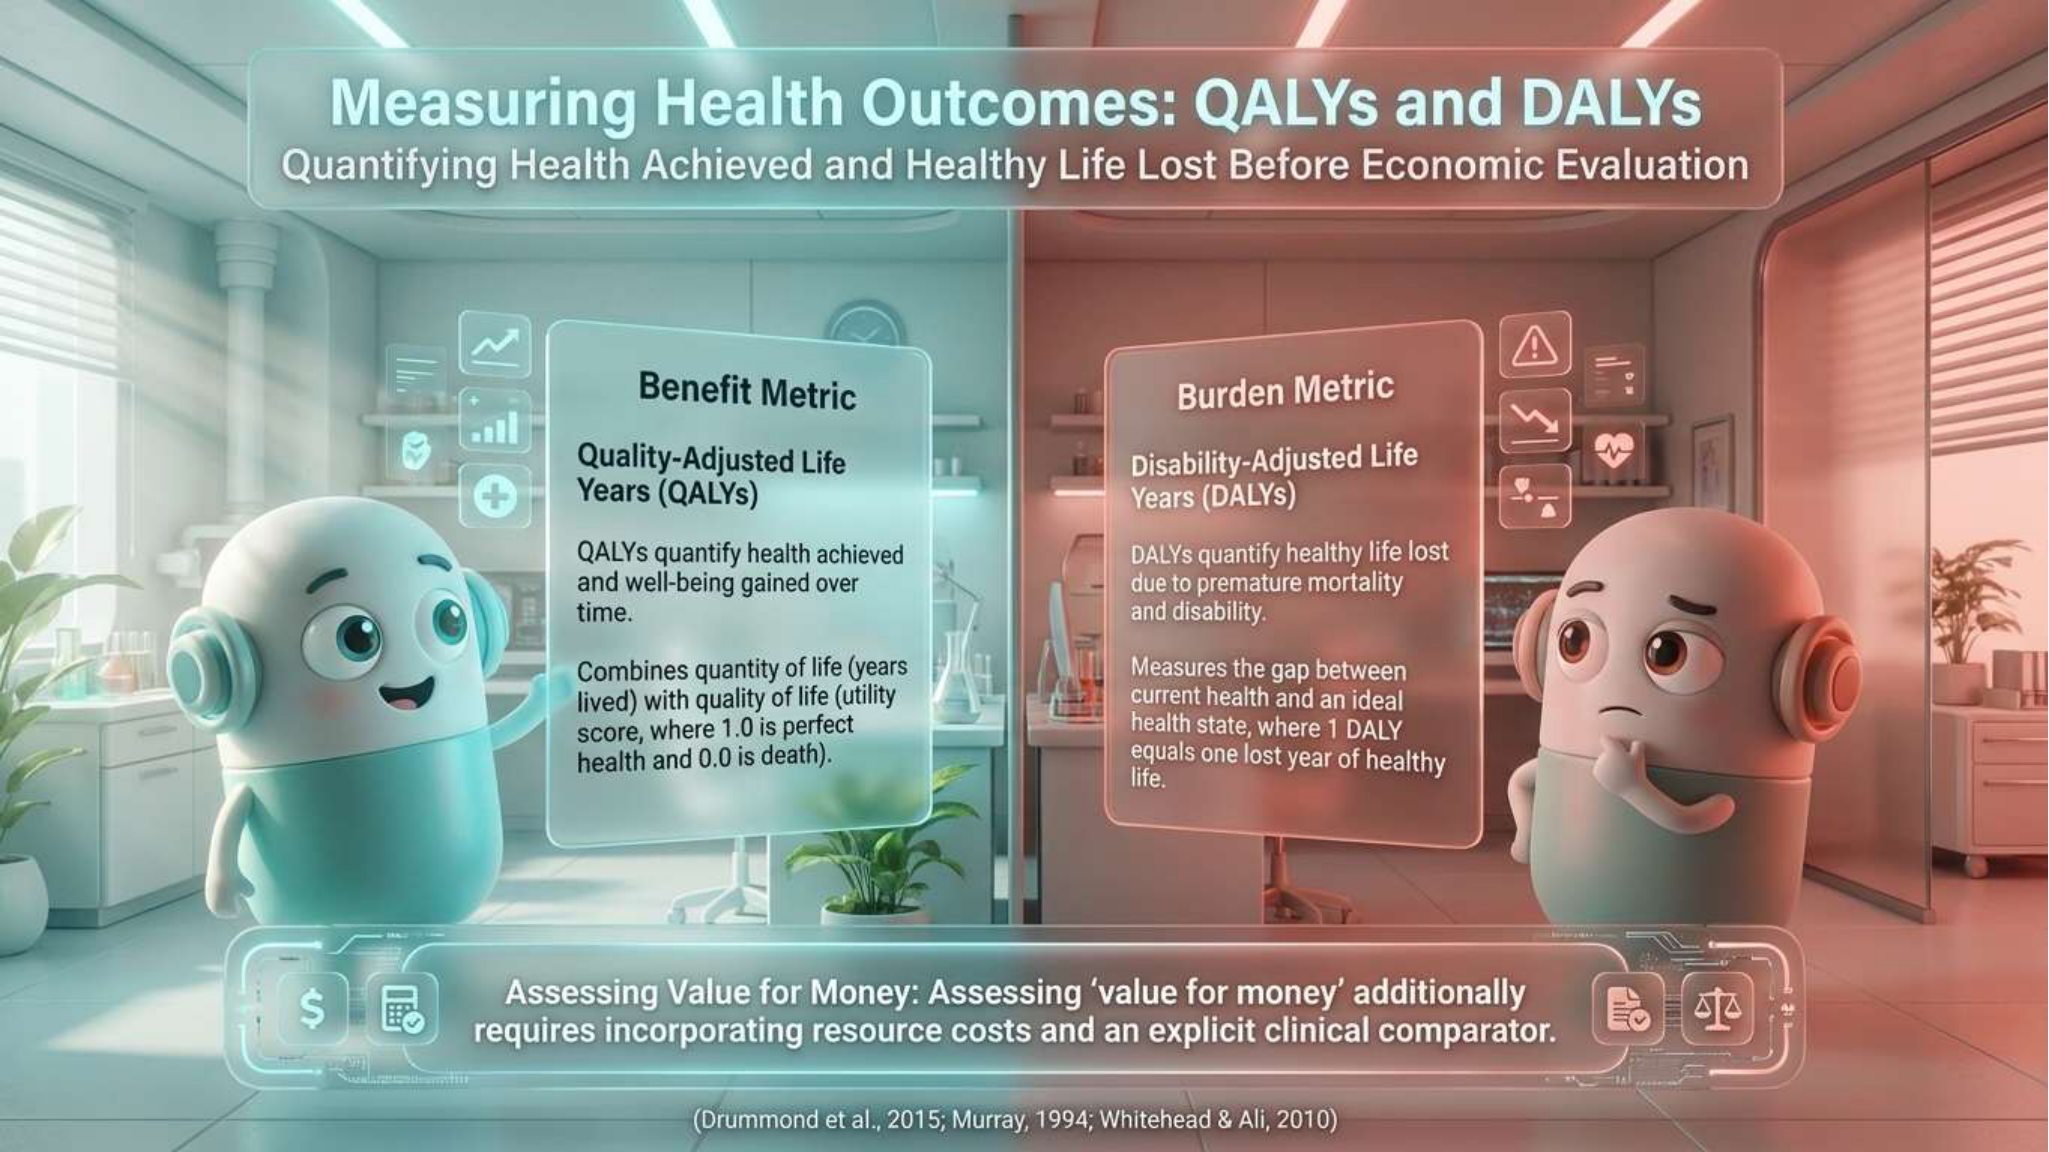 Measuring Health Outcomes: QALYs and DALYs
Quantifying Health Achieved and Healthy Life Lost Before Economic Evaluation
Benefit Metric
Quality-Adjusted Life
Years (QALYs)
QALYs quantify health achieved
and well-being gained over
time.
Combines quantity of life (years
lived) with quality of life (utility
score, where 1.0 is perfect
health and 0.0 is death).
Burden Metric
Disability-Adjusted Life
Years (DALYs)
DALYs quantify healthy life lost
due to premature mortality
and disability.
Measures the gap between
current health and an ideal
health state, where 1 DALY
equals one lost year of healthy
life.
$
Assessing Value for Money: Assessing ‘value for money’ additionally
requires incorporating resource costs and an explicit clinical comparator.
(Drummond et al., 2015; Murray, 1994; Whitehead & Ali, 2010)